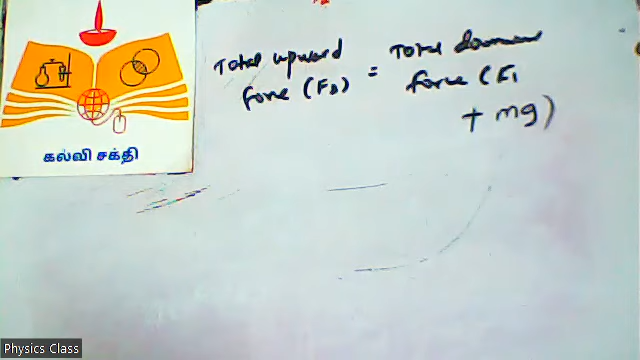 Total upward = Total downward
force (F2) force (F1
+ mg)
கல்வி சக்தி
Physics Class